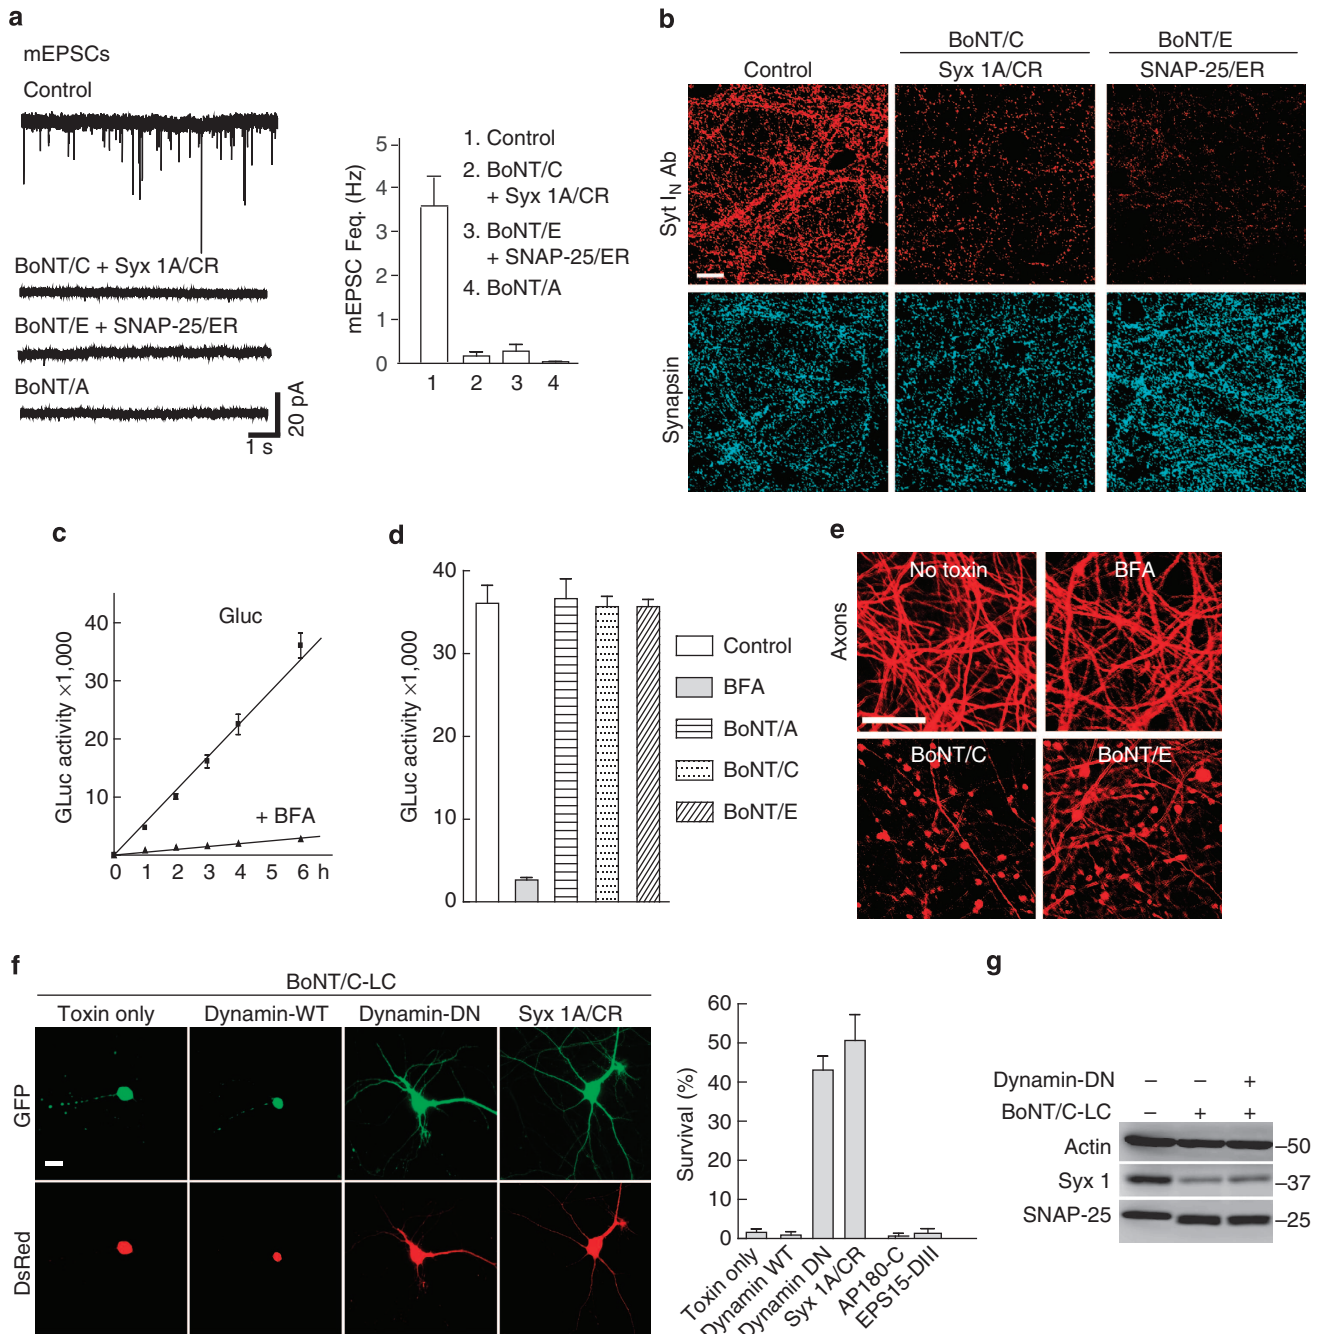 a
mEPSCs
Control
BoNT/C + Syx 1A/CR
BoNT/E + SNAP-25/ER
BoNT/A
20 pA
1 s
mEPSC Feq. (Hz)
5
4
3
2
1
0
1 2 3 4
1. Control
2. BoNT/C
+ Syx 1A/CR
3. BoNT/E
+ SNAP-25/ER
4. BoNT/A
b
Control
BoNT/C
Syx 1A/CR
BoNT/E
SNAP-25/ER
Syt I_N Ab
Synapsin
c
GLuc activity ×1,000
40
30
20
10
0 1 2 3 4 5 6 h
Gluc
+ BFA
d
GLuc activity ×1,000
40
30
20
10
0
Control
BFA
BoNT/A
BoNT/C
BoNT/E
e
Axons
No toxin
BFA
BoNT/C
BoNT/E
f
BoNT/C-LC
Toxin only
Dynamin-WT
Dynamin-DN
Syx 1A/CR
GFP
DsRed
Survival (%)
60
50
40
30
20
10
0
Toxin only
Dynamin WT
Dynamin DN
Syx 1A/CR
AP180-C
EPS15-DIII
g
Dynamin-DN – – +
BoNT/C-LC – + +
Actin –50
Syx 1 –37
SNAP-25 –25